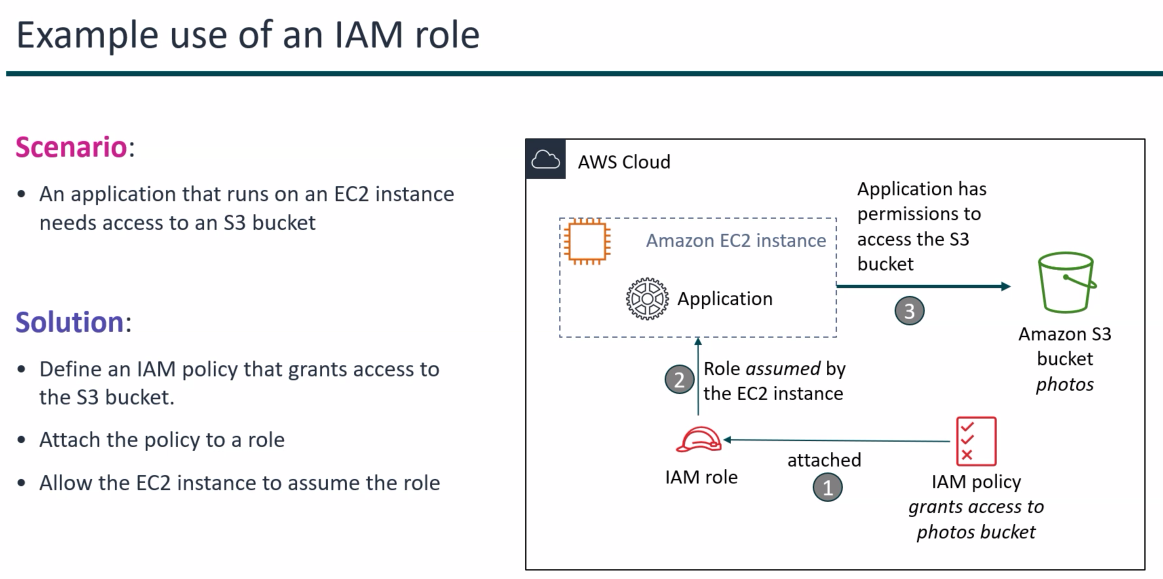 Example use of an IAM role
Scenario:
• An application that runs on an EC2 instance
needs access to an S3 bucket
Solution:
• Define an IAM policy that grants access to
the S3 bucket.
• Attach the policy to a role
• Allow the EC2 instance to assume the role
AWS Cloud
Amazon EC2 instance
Application
Application has
permissions to
access the S3
bucket
3
Amazon S3
bucket
photos
2
Role assumed by
the EC2 instance
IAM role
attached
1
IAM policy
grants access to
photos bucket